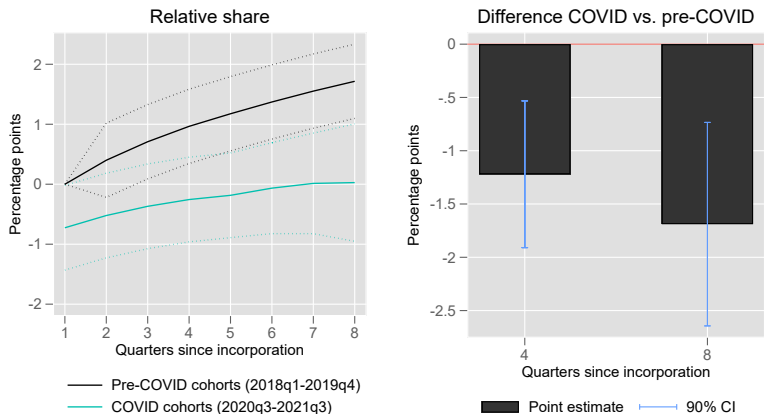 Relative share
Percentage points
2
1
0
-1
-2
1 2 3 4 5 6 7 8
Quarters since incorporation
Pre-COVID cohorts (2018q1-2019q4)
COVID cohorts (2020q3-2021q3)
Difference COVID vs. pre-COVID
Percentage points
0
-.5
-1
-1.5
-2
-2.5
4 8
Quarters since incorporation
Point estimate 90% CI